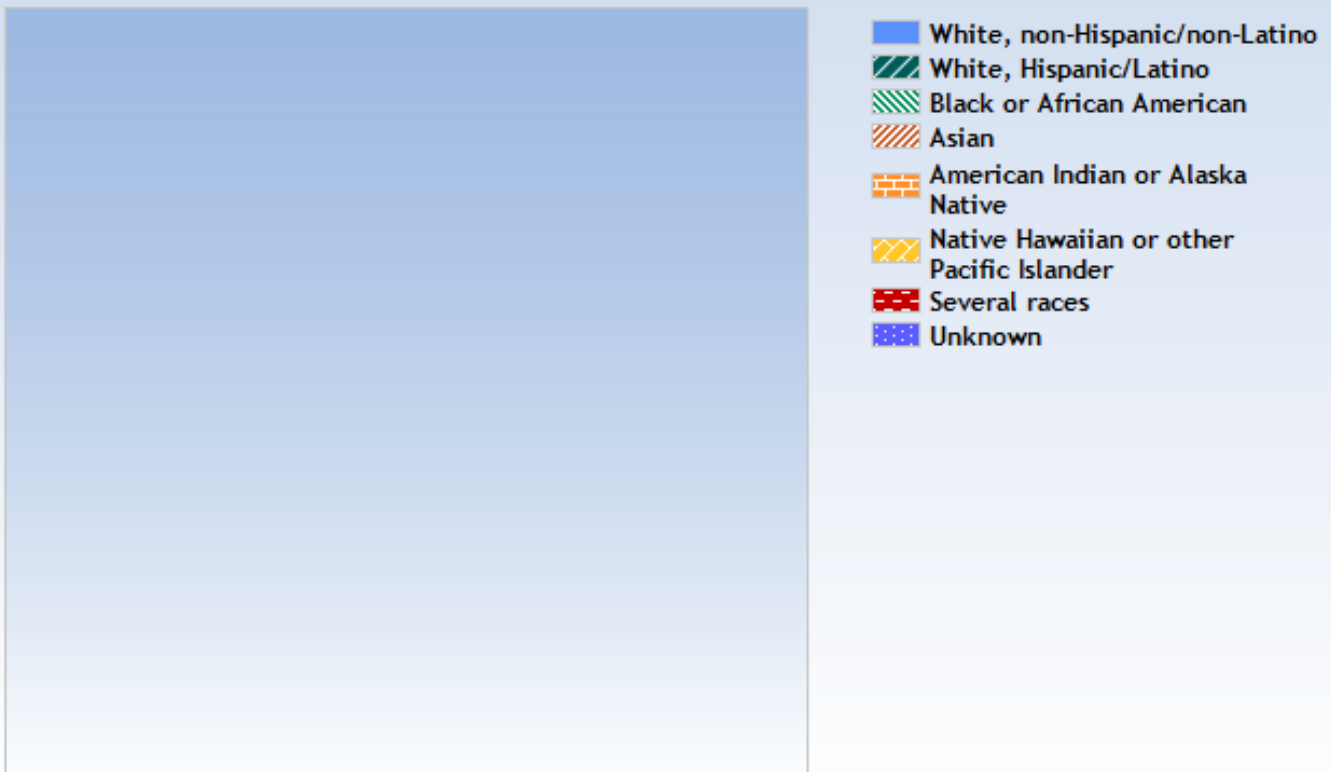 White, non-Hispanic/non-Latino
White, Hispanic/Latino
Black or African American
Asian
American Indian or Alaska
Native
Native Hawaiian or other
Pacific Islander
Several races
Unknown